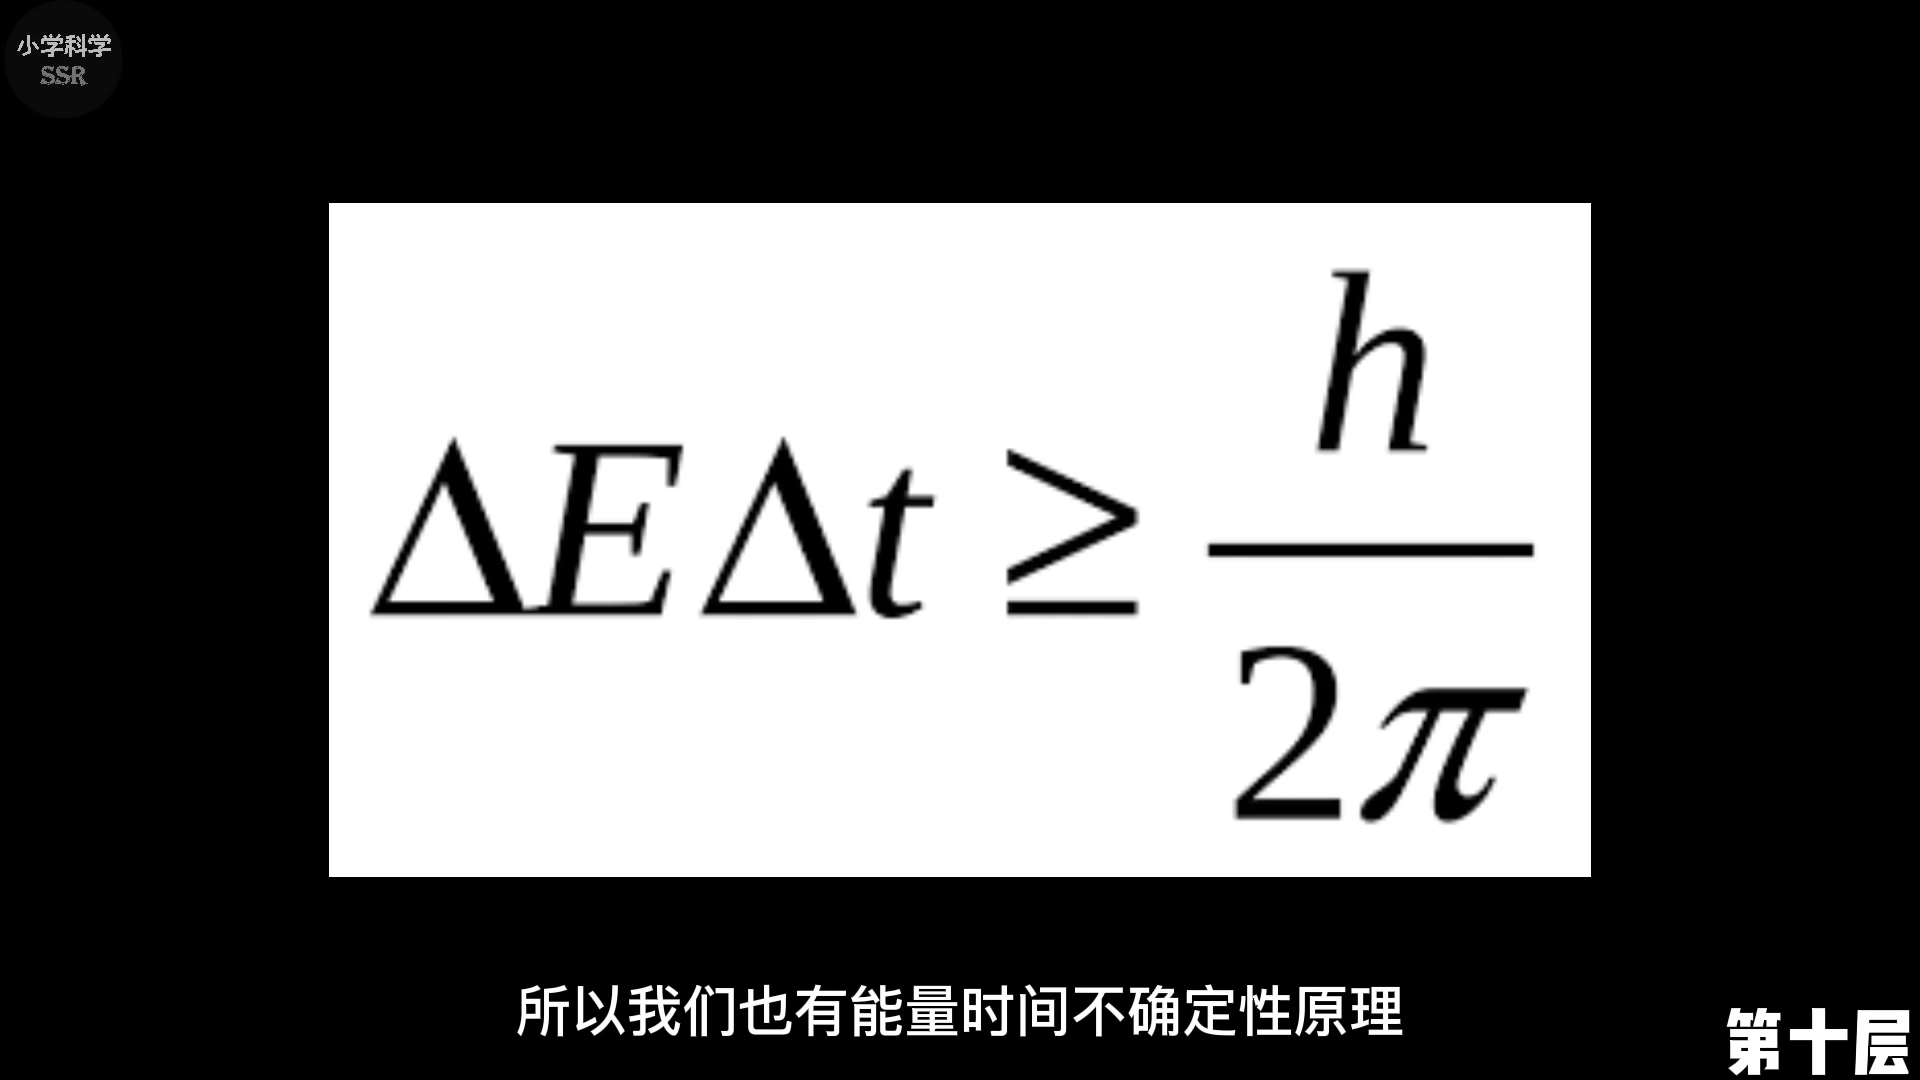 小学科学
SSR
ΔEΔt ≥ h/2π
所以我们也有能量时间不确定性原理
第十层